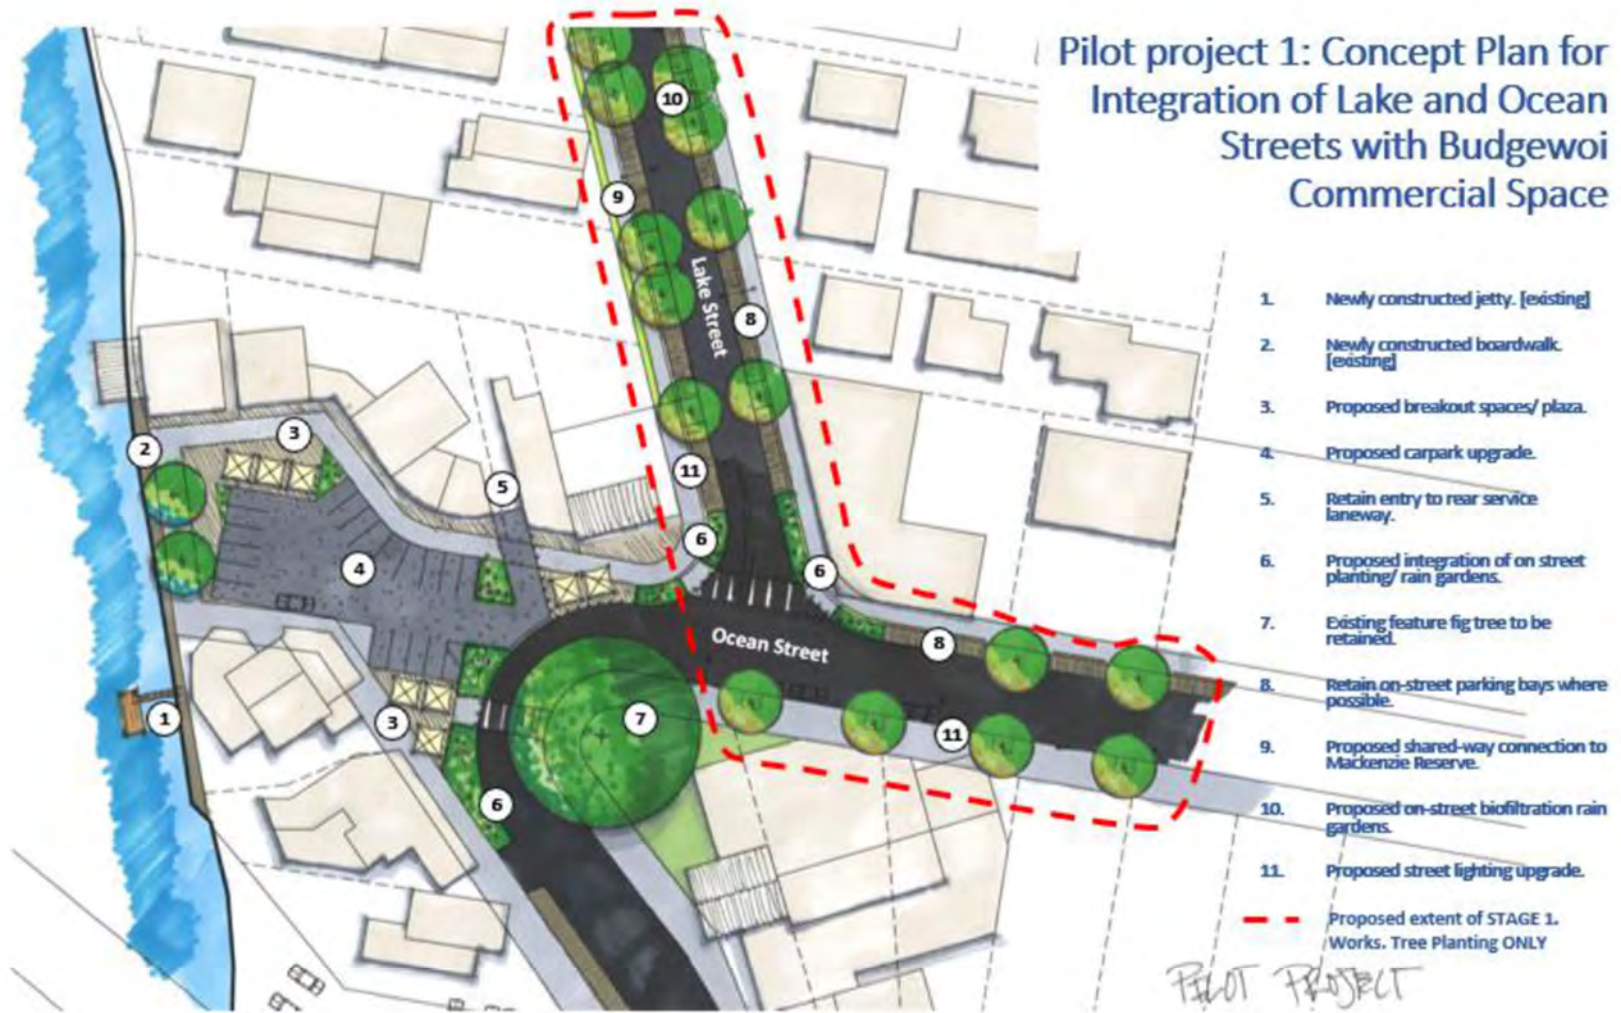 Pilot project 1: Concept Plan for
Integration of Lake and Ocean
Streets with Budgewoi
Commercial Space
1. Newly constructed jetty. [existing]
2. Newly constructed boardwalk.
[existing]
3. Proposed breakout spaces/ plaza.
4. Proposed carpark upgrade.
5. Retain entry to rear service
laneway.
6. Proposed integration of on street
planting/ rain gardens.
7. Existing feature fig tree to be
retained.
8. Retain on-street parking bays where
possible.
9. Proposed shared-way connection to
Mackenzie Reserve.
10. Proposed on-street biofiltration rain
gardens.
11. Proposed street lighting upgrade.
Proposed extent of STAGE 1.
Works. Tree Planting ONLY
PILOT PROJECT
10
9
Lake Street
8
11
6
6
2
3
5
4
Ocean Street
8
1
3
7
11
6